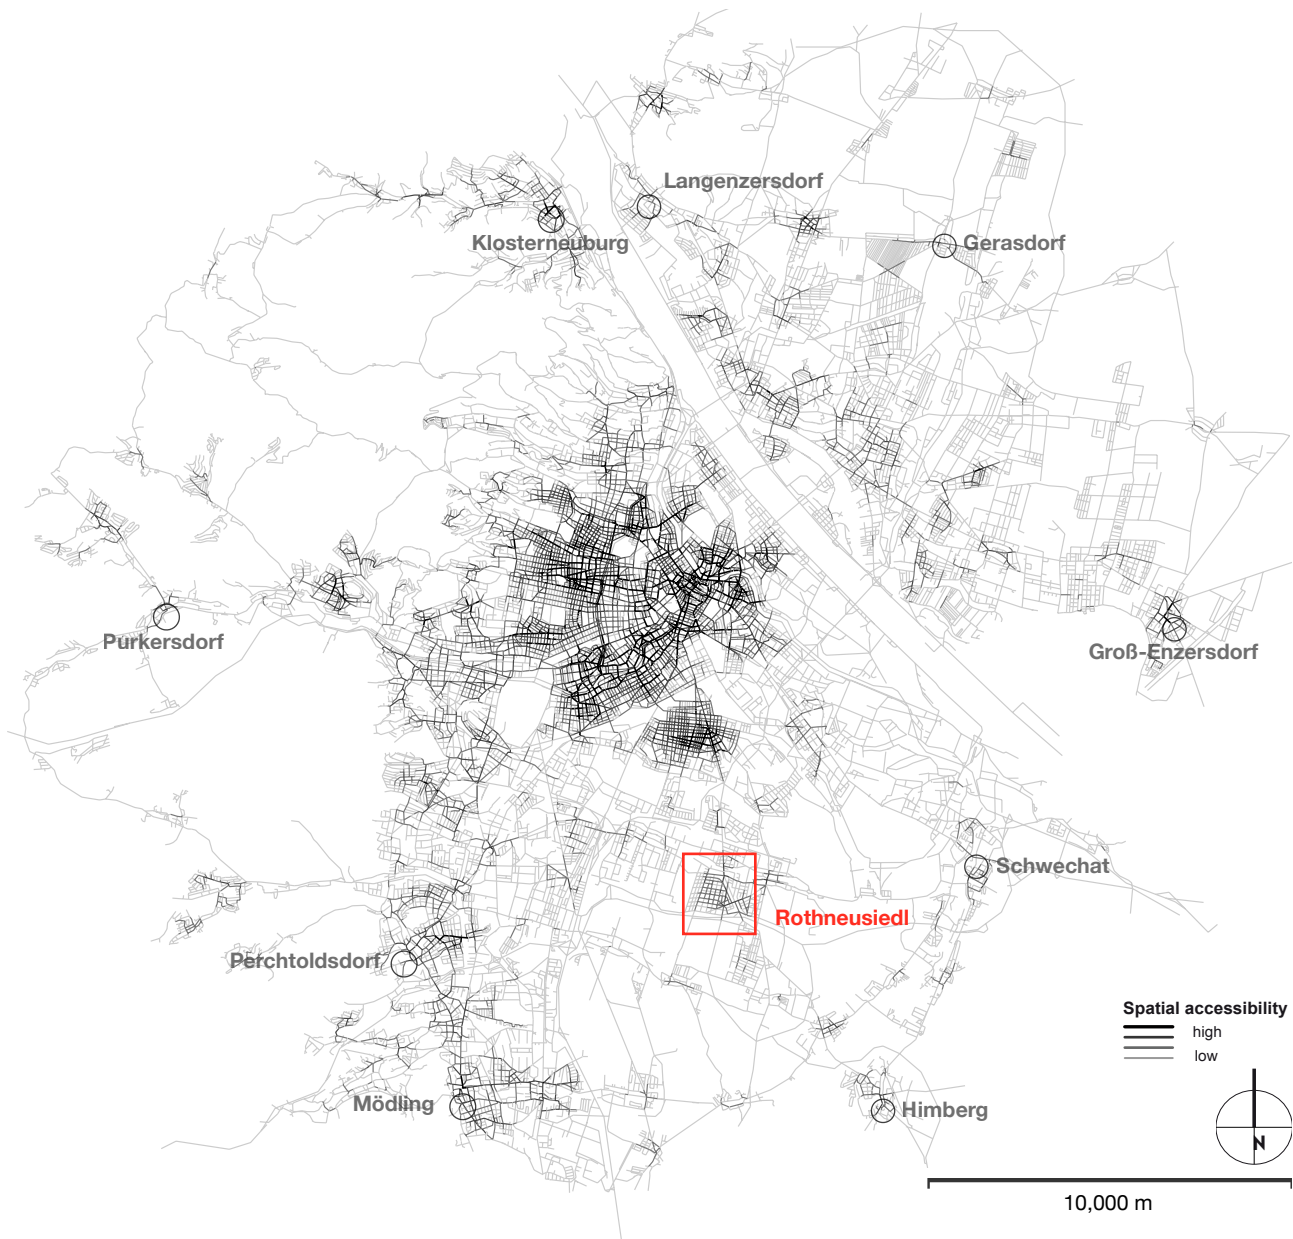 Langenzersdorf
Klosterneuburg
Gerasdorf
Purkersdorf
Groß-Enzersdorf
Schwechat
Rothneusiedl
Perchtoldsdorf
Spatial accessibility
high
low
Mödling
Himberg
N
10,000 m